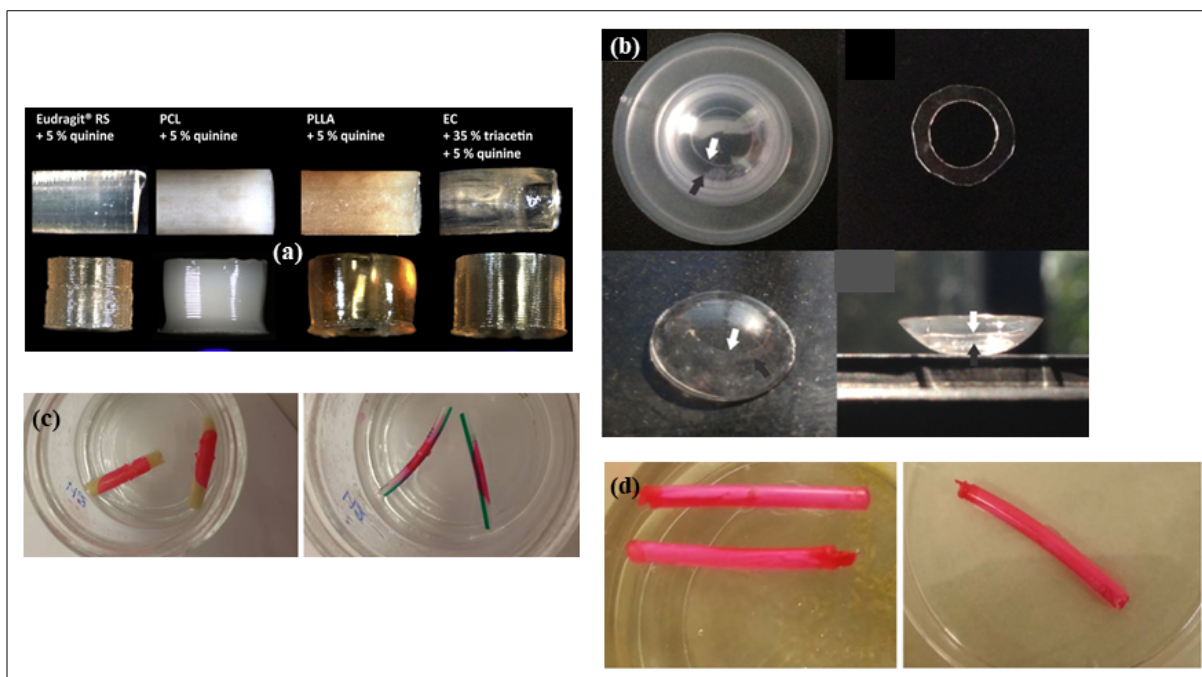 Eudragit® RS
+ 5 % quinine
PCL
+ 5 % quinine
PLLA
+ 5 % quinine
EC
+ 35 % triacetin
+ 5 % quinine
(a)
(b)
(c)
(d)